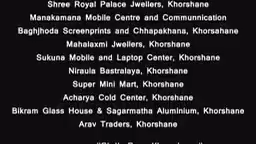 Shree Royal Palace Jwellers, Khorshane
Manakamana Mobile Centre and Communnication
Baghjhoda Screenprints and Chhapakhana, Khorsahane
Mahalaxmi Jwellers, Khorshane
Sukuna Mobile and Laptop Center, Khorshane
Niraula Bastralaya, Khorshane
Super Mini Mart, Khorshane
Acharya Cold Center, Khorshane
Bikram Glass House & Sagarmatha Aluminium, Khorshane
Arav Traders, Khorshane